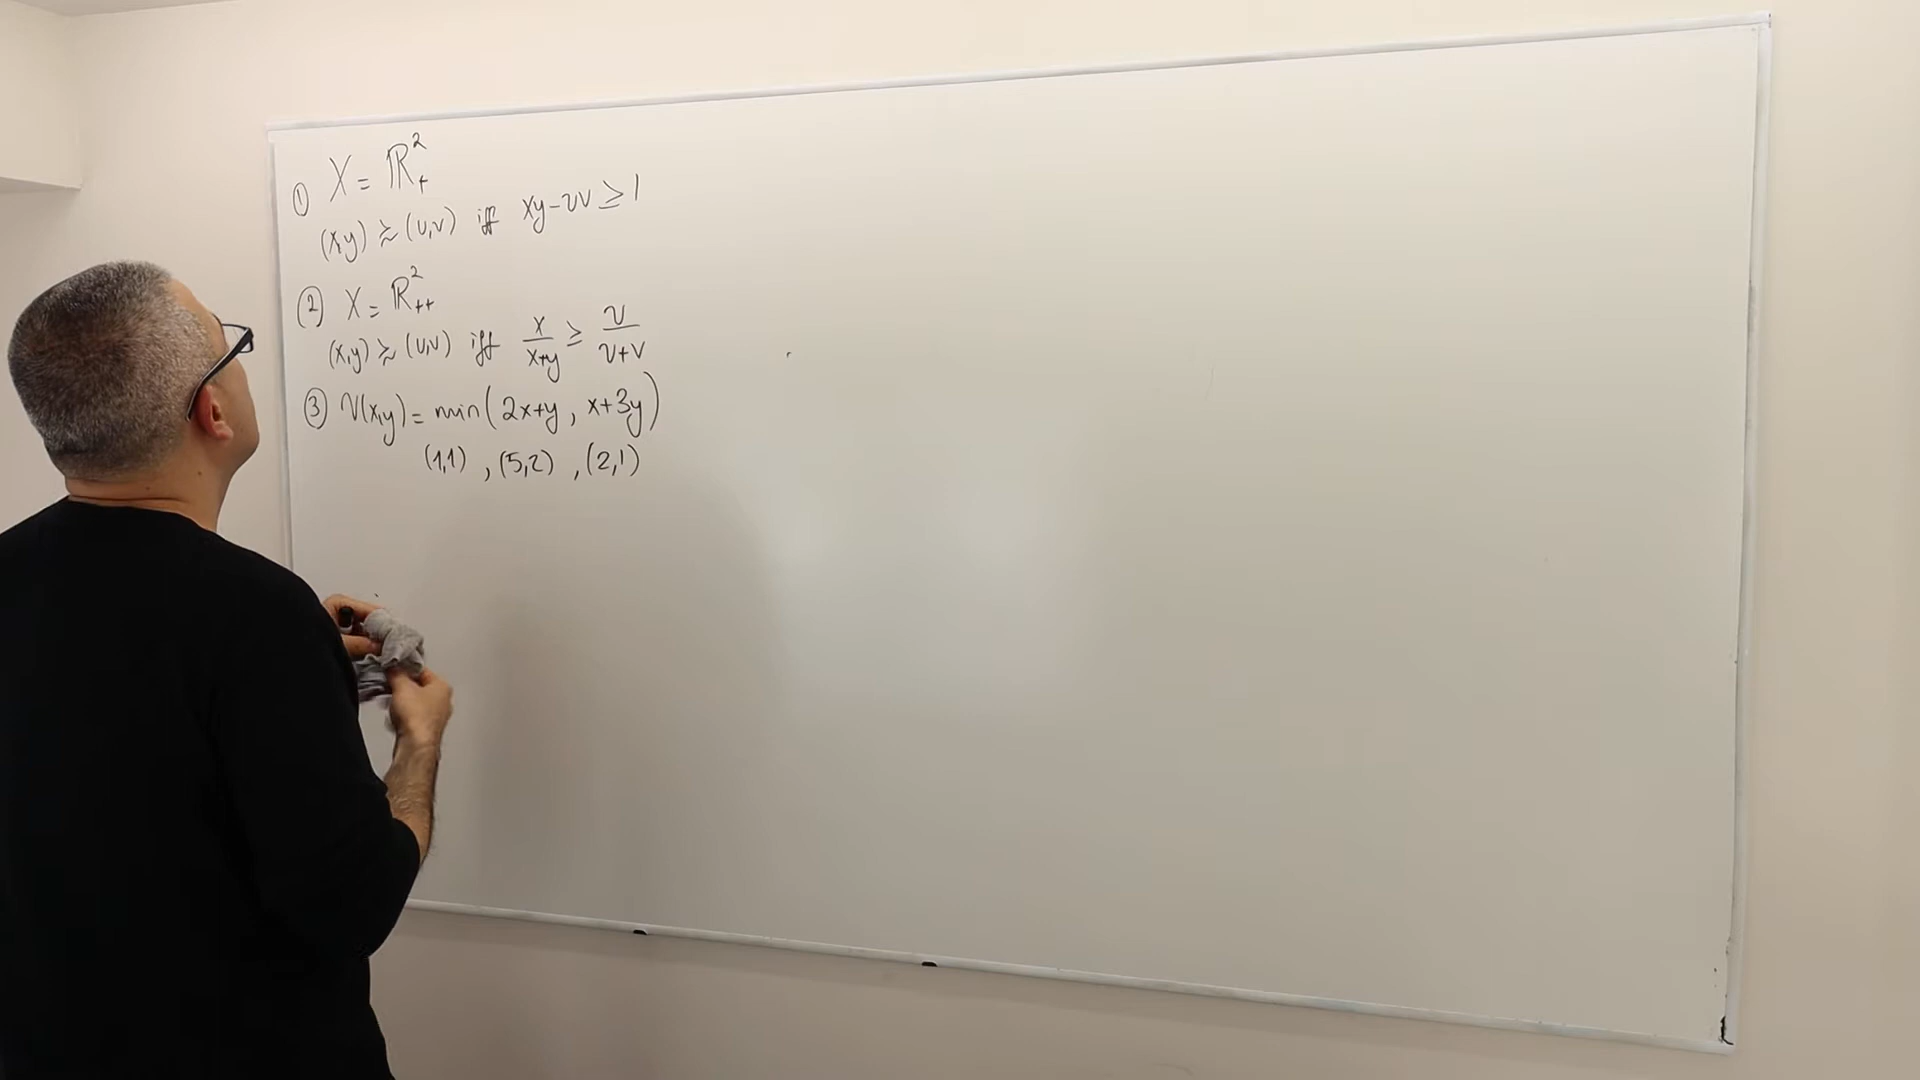 ① X = ℝ²₊
(x,y) ≿ (u,v) iff xy - uv ≥ 1
② X = ℝ²₊₊
(x,y) ≿ (u,v) iff x/(x+y) ≥ u/(u+v)
③ U(x,y) = min(2x+y, x+3y)
(1,1), (5,2), (2,1)